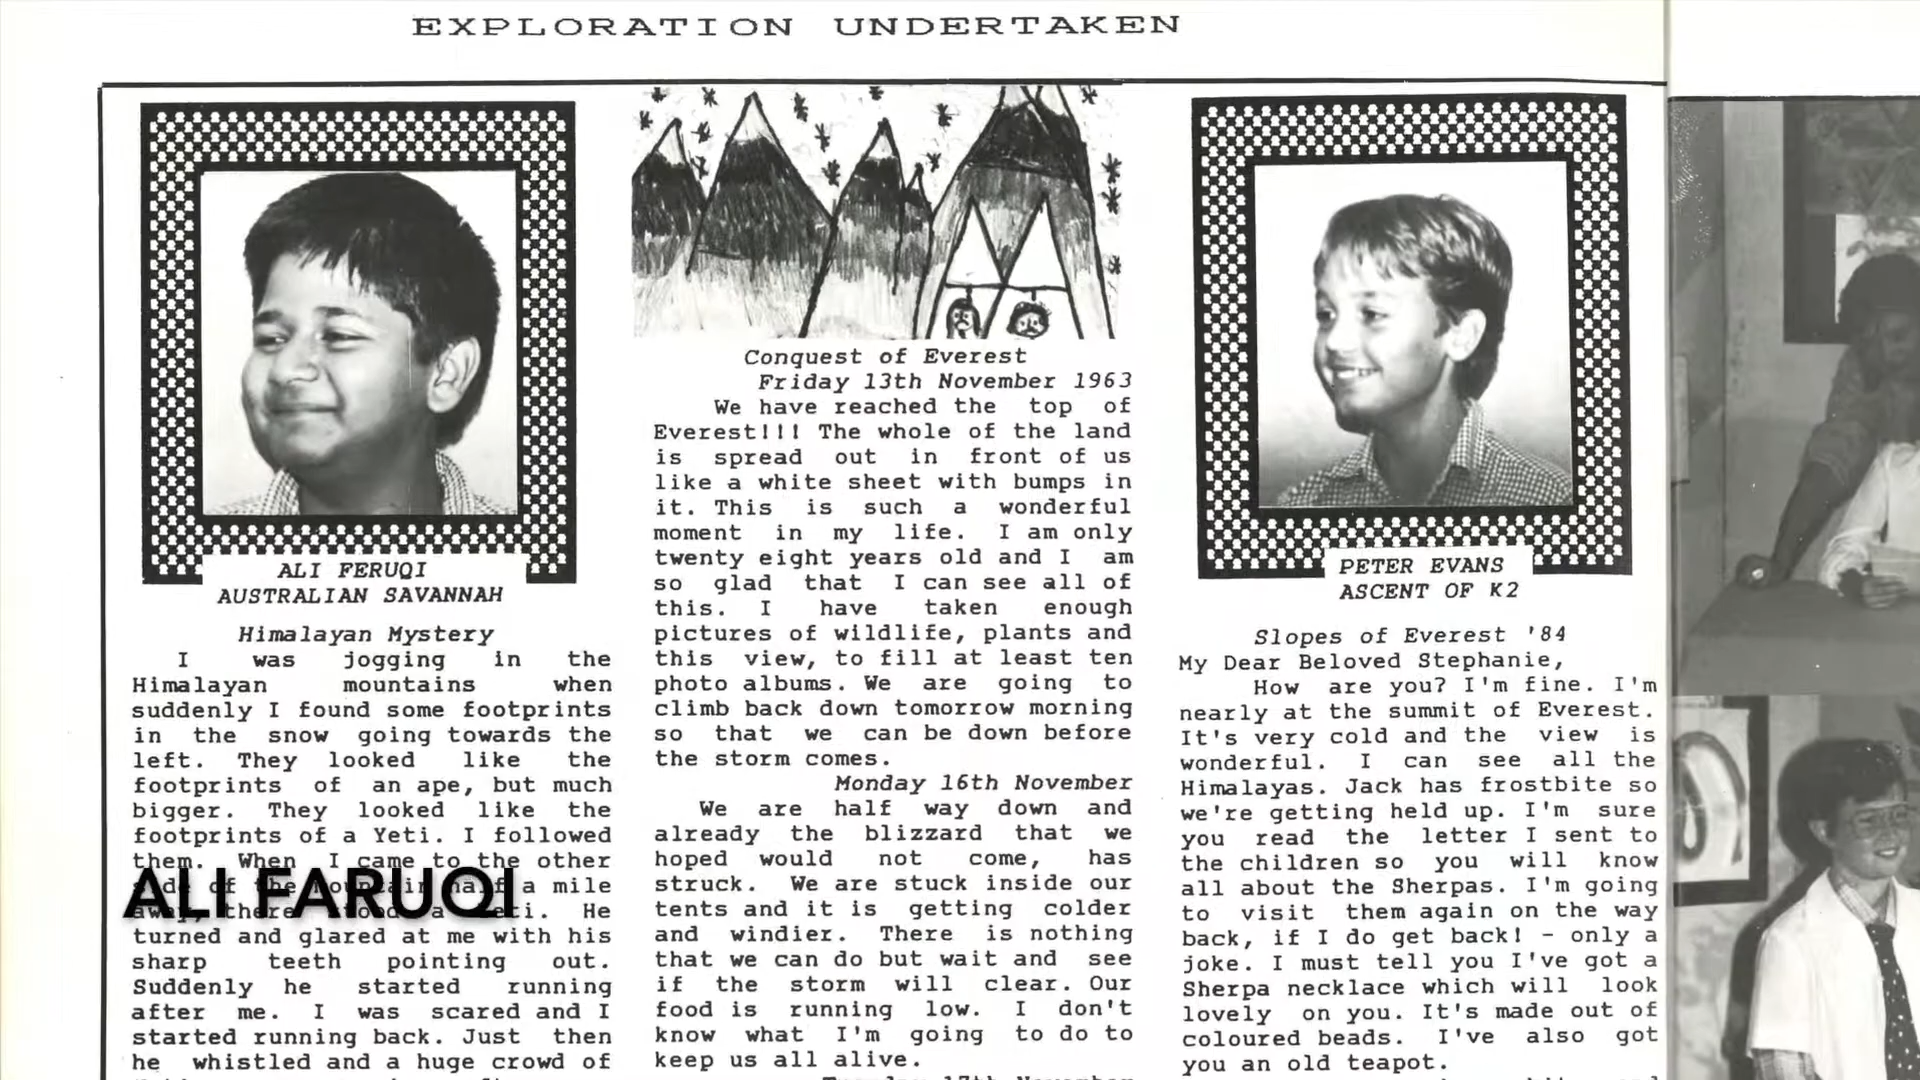 EXPLORATION UNDERTAKEN
ALI FERUQI
AUSTRALIAN SAVANNAH
Himalayan Mystery
I was jogging in the
Himalayan mountains when
suddenly I found some footprints
in the snow going towards the
left. They looked like the
footprints of an ape, but much
bigger. They looked like the
footprints of a Yeti. I followed
them. When I came to the other
side of the mountain half a mile
away, there stood a Yeti. He
turned and glared at me with his
sharp teeth pointing out.
Suddenly he started running
after me. I was scared and I
started running back. Just then
he whistled and a huge crowd of
ALI FARUQI
Conquest of Everest
Friday 13th November 1963
We have reached the top of
Everest!!! The whole of the land
is spread out in front of us
like a white sheet with bumps in
it. This is such a wonderful
moment in my life. I am only
twenty eight years old and I am
so glad that I can see all of
this. I have taken enough
pictures of wildlife, plants and
this view, to fill at least ten
photo albums. We are going to
climb back down tomorrow morning
so that we can be down before
the storm comes.
Monday 16th November
We are half way down and
already the blizzard that we
hoped would not come, has
struck. We are stuck inside our
tents and it is getting colder
and windier. There is nothing
that we can do but wait and see
if the storm will clear. Our
food is running low. I don't
know what I'm going to do to
keep us all alive.
PETER EVANS
ASCENT OF K2
Slopes of Everest '84
My Dear Beloved Stephanie,
How are you? I'm fine. I'm
nearly at the summit of Everest.
It's very cold and the view is
wonderful. I can see all the
Himalayas. Jack has frostbite so
we're getting held up. I'm sure
you read the letter I sent to
the children so you will know
all about the Sherpas. I'm going
to visit them again on the way
back, if I do get back! - only a
joke. I must tell you I've got a
Sherpa necklace which will look
lovely on you. It's made out of
coloured beads. I've also got
you an old teapot.